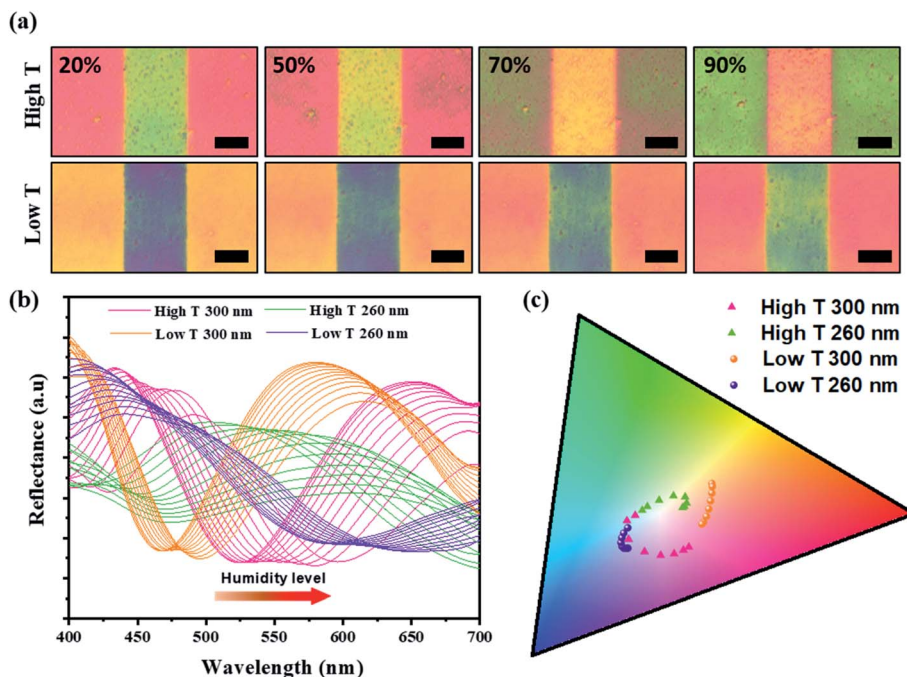 (a)
20%
50%
70%
90%
High T
Low T
(b)
High T 300 nm
High T 260 nm
Low T 300 nm
Low T 260 nm
Reflectance (a.u)
Humidity level
400
450
500
550
600
650
700
Wavelength (nm)
(c)
High T 300 nm
High T 260 nm
Low T 300 nm
Low T 260 nm